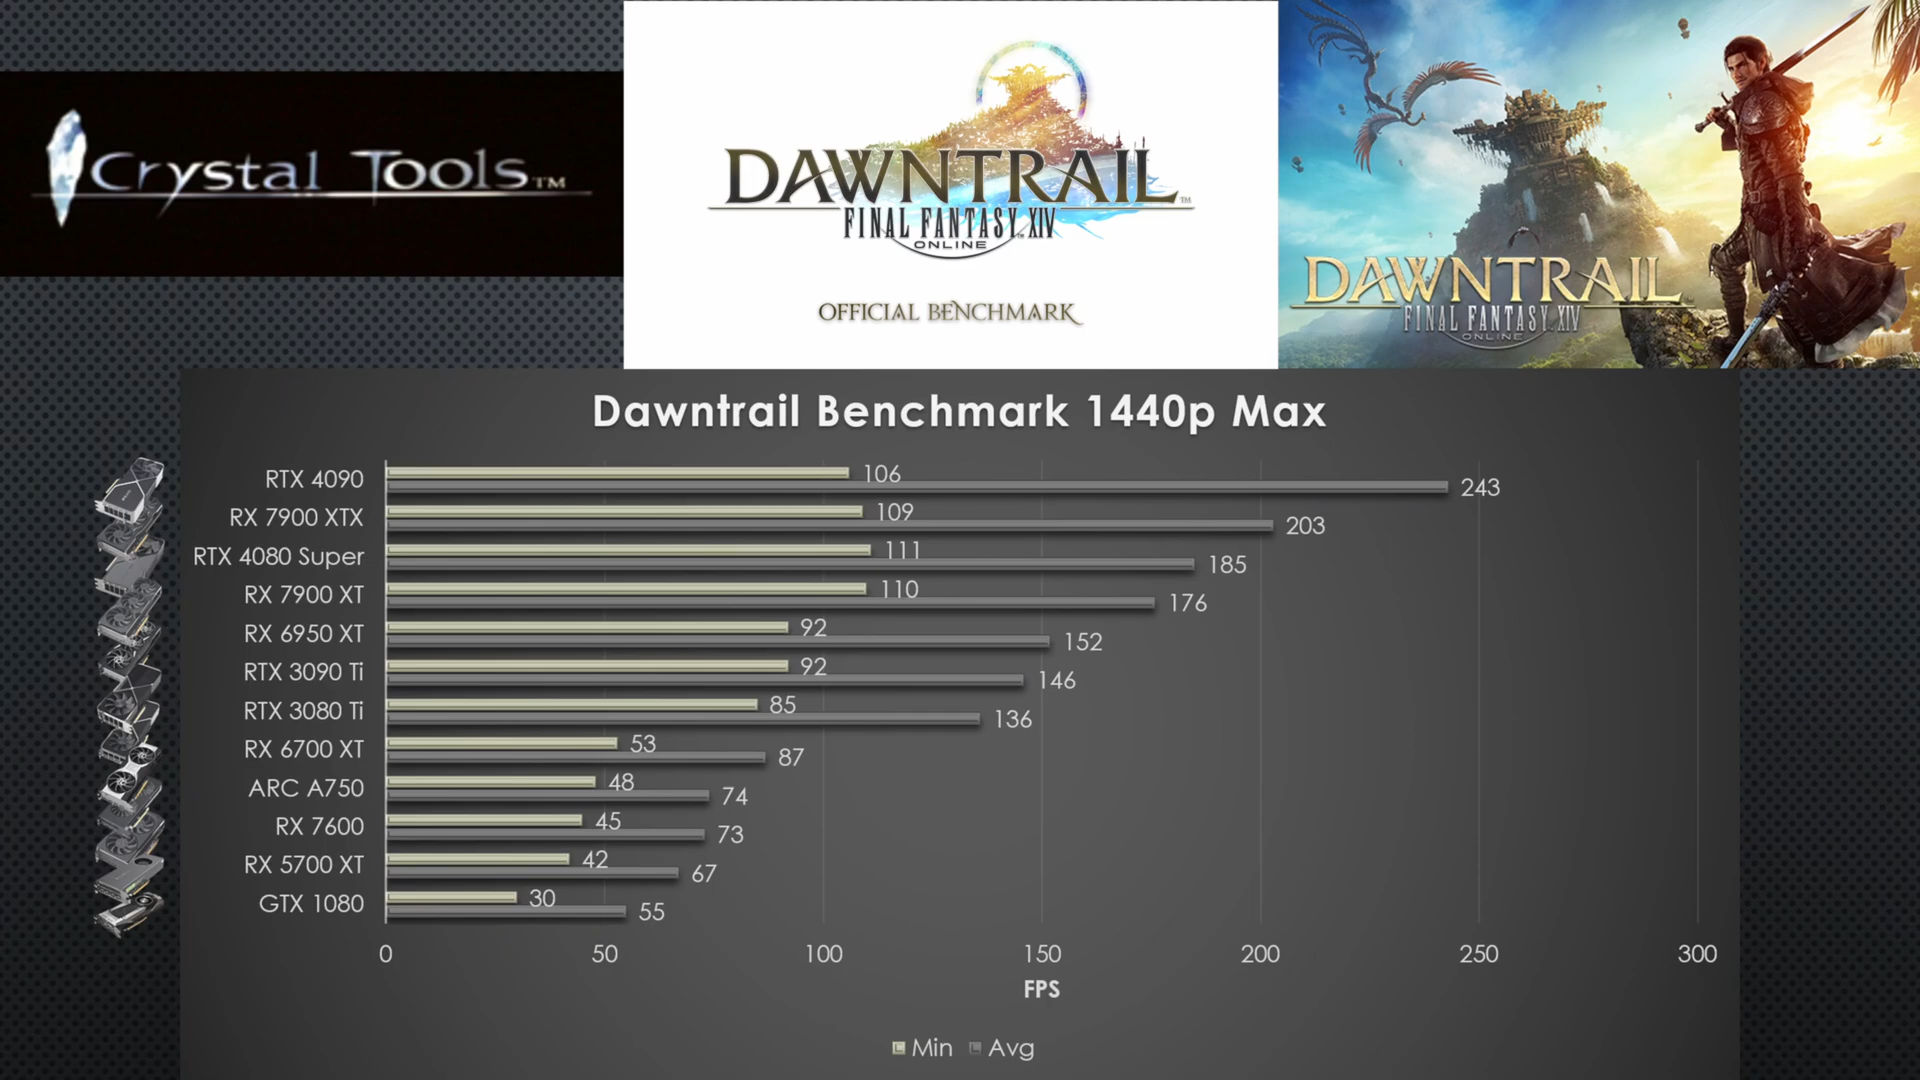 Crystal Tools™
DAWNTRAIL™
FINAL FANTASY XIV
ONLINE
OFFICIAL BENCHMARK
DAWNTRAIL
FINAL FANTASY XIV
ONLINE
Dawntrail Benchmark 1440p Max
RTX 4090 106 243
RX 7900 XTX 109 203
RTX 4080 Super 111 185
RX 7900 XT 110 176
RX 6950 XT 92 152
RTX 3090 Ti 92 146
RTX 3080 Ti 85 136
RX 6700 XT 53 87
ARC A750 48 74
RX 7600 45 73
RX 5700 XT 42 67
GTX 1080 30 55
0 50 100 150 200 250 300
FPS
Min Avg